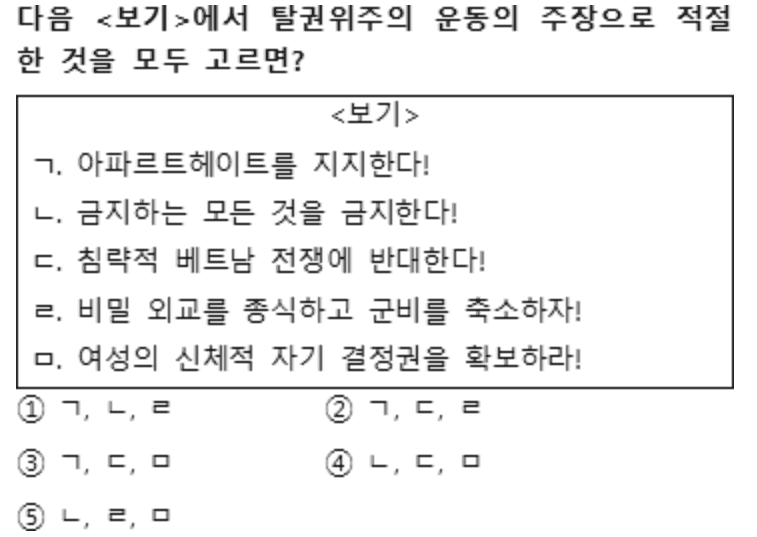 다음 <보기>에서 탈권위주의 운동의 주장으로 적절
한 것을 모두 고르면?
<보기>
ㄱ. 아파르트헤이트를 지지한다!
ㄴ. 금지하는 모든 것을 금지한다!
ㄷ. 침략적 베트남 전쟁에 반대한다!
ㄹ. 비밀 외교를 종식하고 군비를 축소하자!
ㅁ. 여성의 신체적 자기 결정권을 확보하라!
① ㄱ, ㄴ, ㄹ ② ㄱ, ㄷ, ㄹ
③ ㄱ, ㄷ, ㅁ ④ ㄴ, ㄷ, ㅁ
⑤ ㄴ, ㄹ, ㅁ